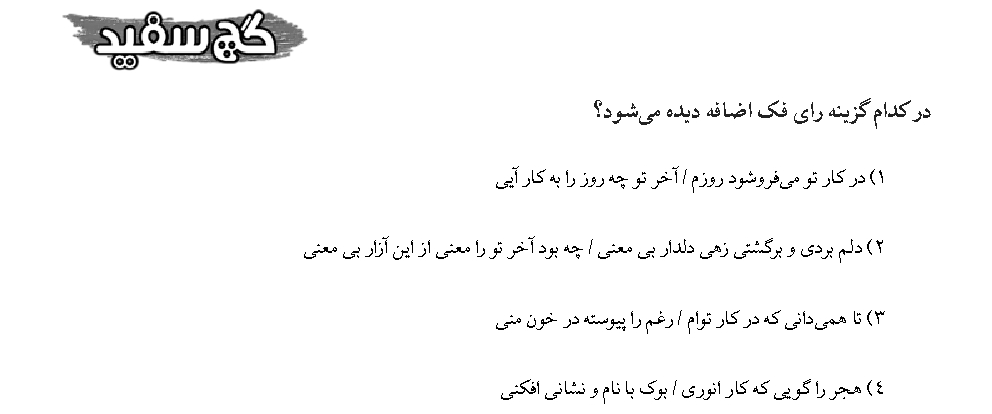 گچ سفید
در کدام گزینه رای فک اضافه دیده می‌شود؟
۱) در کار تو می‌فروشود روزم / آخر تو چه روز را به کار آیی
۲) دلم بردی و برگشتی زهی دلدار بی معنی / چه بود آخر تو را معنی از این آزار بی معنی
۳) تا همی‌دانی که در کار توام / رغم را پیوسته در خون منی
۴) هجر را گویی که کار انوری / بوک با نام و نشانی افکنی